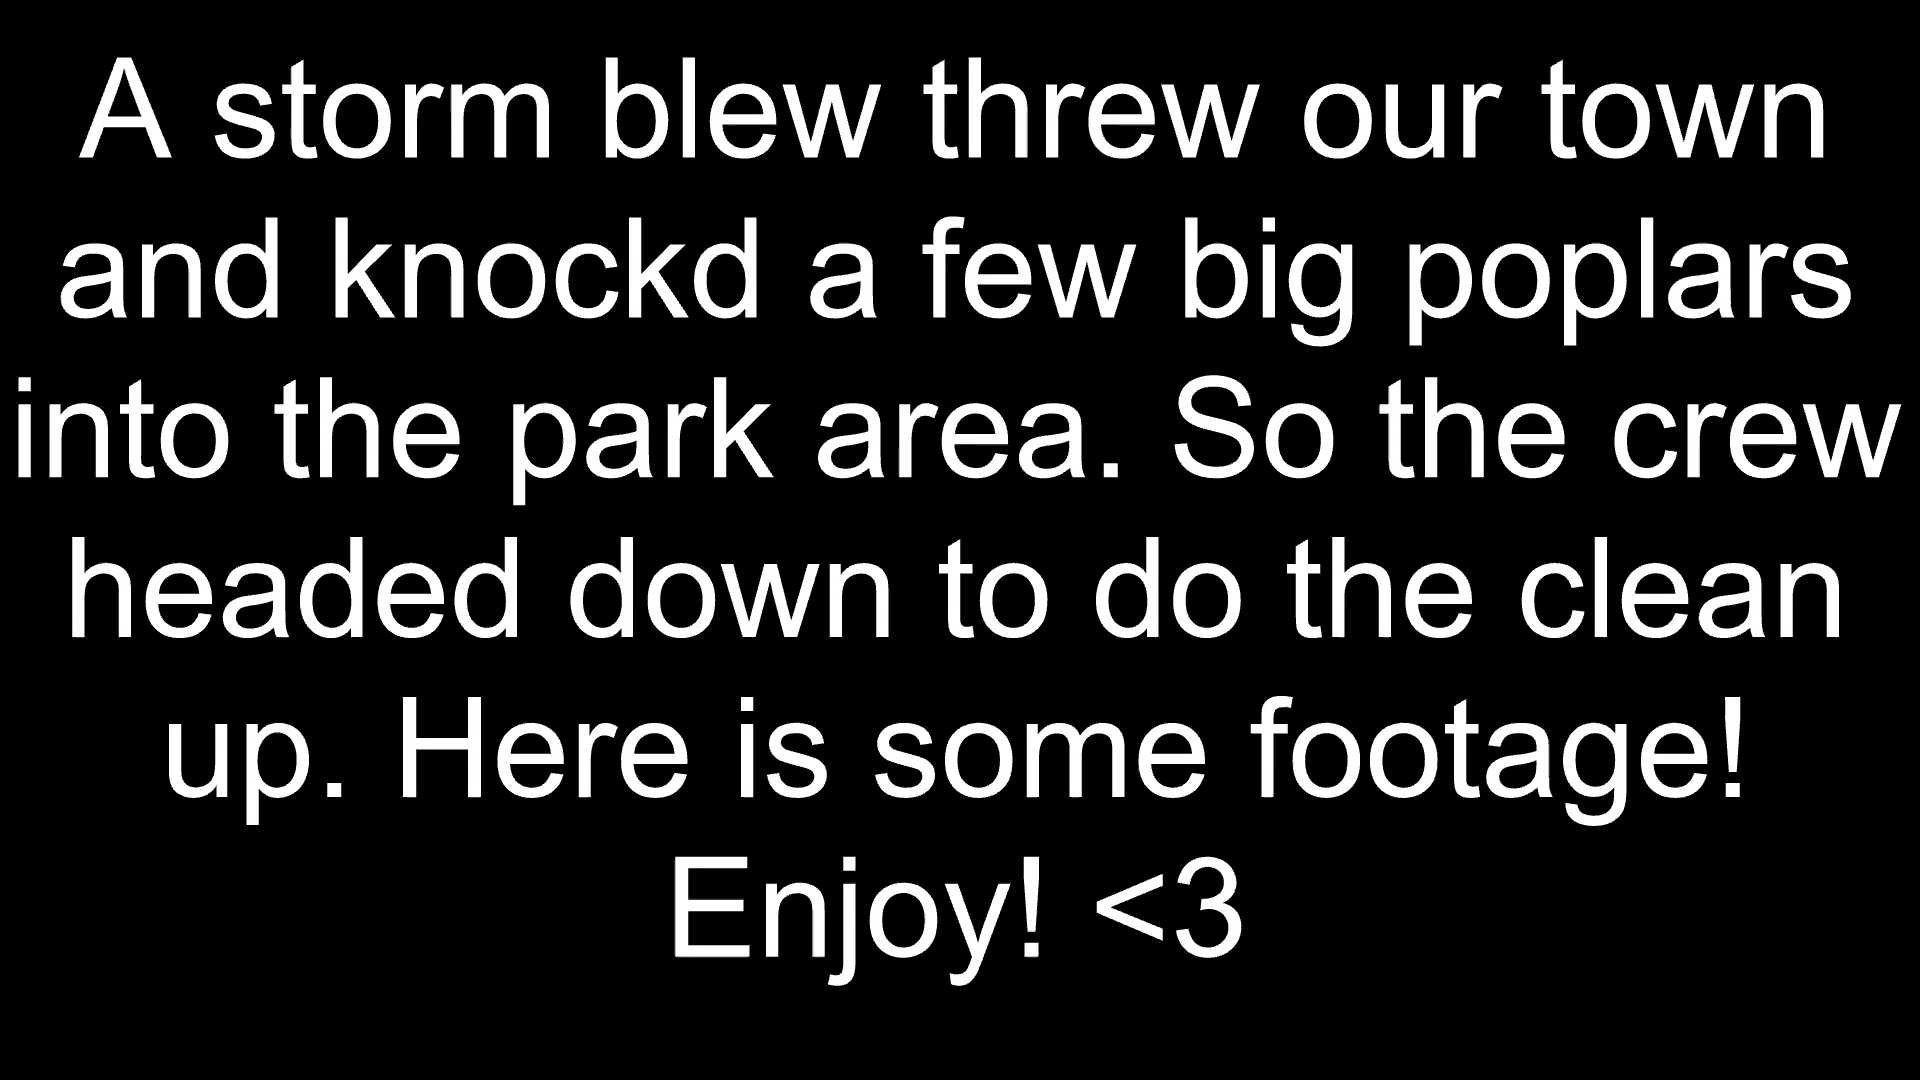 A storm blew threw our town
and knockd a few big poplars
into the park area. So the crew
headed down to do the clean
up. Here is some footage!
Enjoy! <3